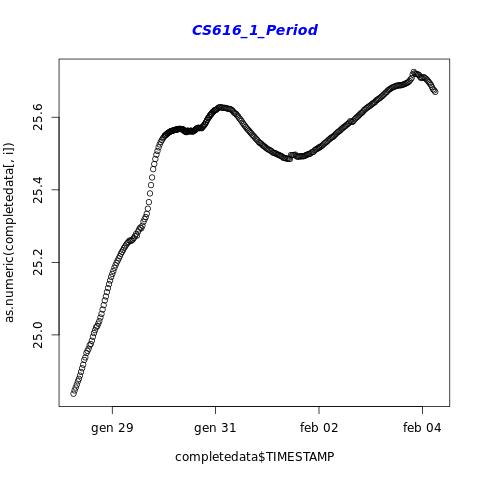 CS616_1_Period
as.numeric(completedata[, i])
25.6
25.4
25.2
25.0
gen 29
gen 31
feb 02
feb 04
completedata$TIMESTAMP